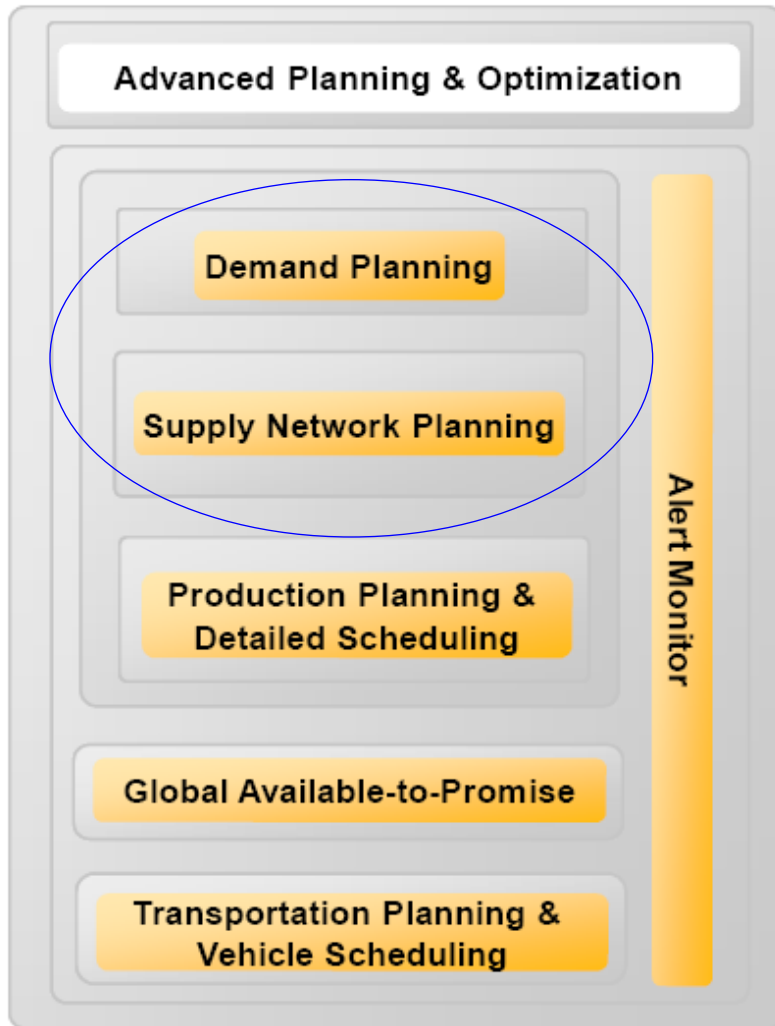 Advanced Planning & Optimization
Demand Planning
Supply Network Planning
Production Planning &
Detailed Scheduling
Global Available-to-Promise
Transportation Planning &
Vehicle Scheduling
Alert Monitor